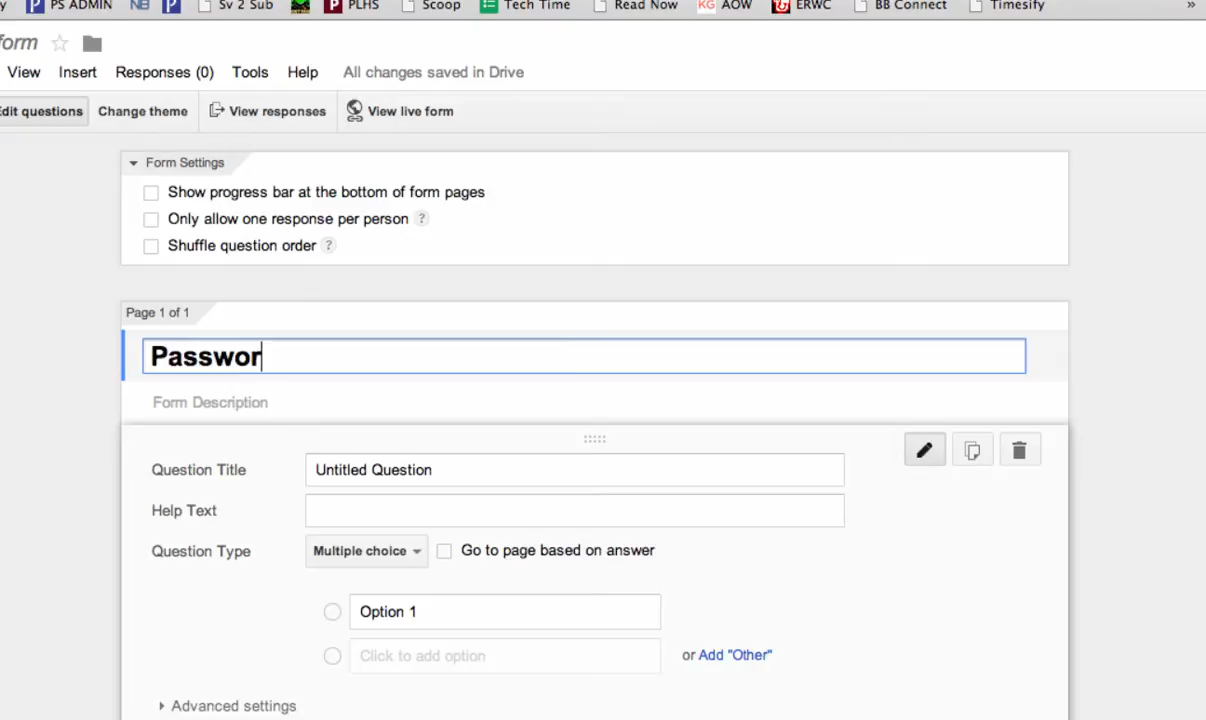 y PS ADMIN NB Sv 2 Sub PLHS Scoop Tech Time Read Now KG AOW ERWC BB Connect Timesify »
form
View Insert Responses (0) Tools Help All changes saved in Drive
Edit questions Change theme View responses View live form
Form Settings
Show progress bar at the bottom of form pages
Only allow one response per person ?
Shuffle question order ?
Page 1 of 1
Passwor
Form Description
Question Title Untitled Question
Help Text
Question Type Multiple choice Go to page based on answer
Option 1
Click to add option or Add "Other"
Advanced settings